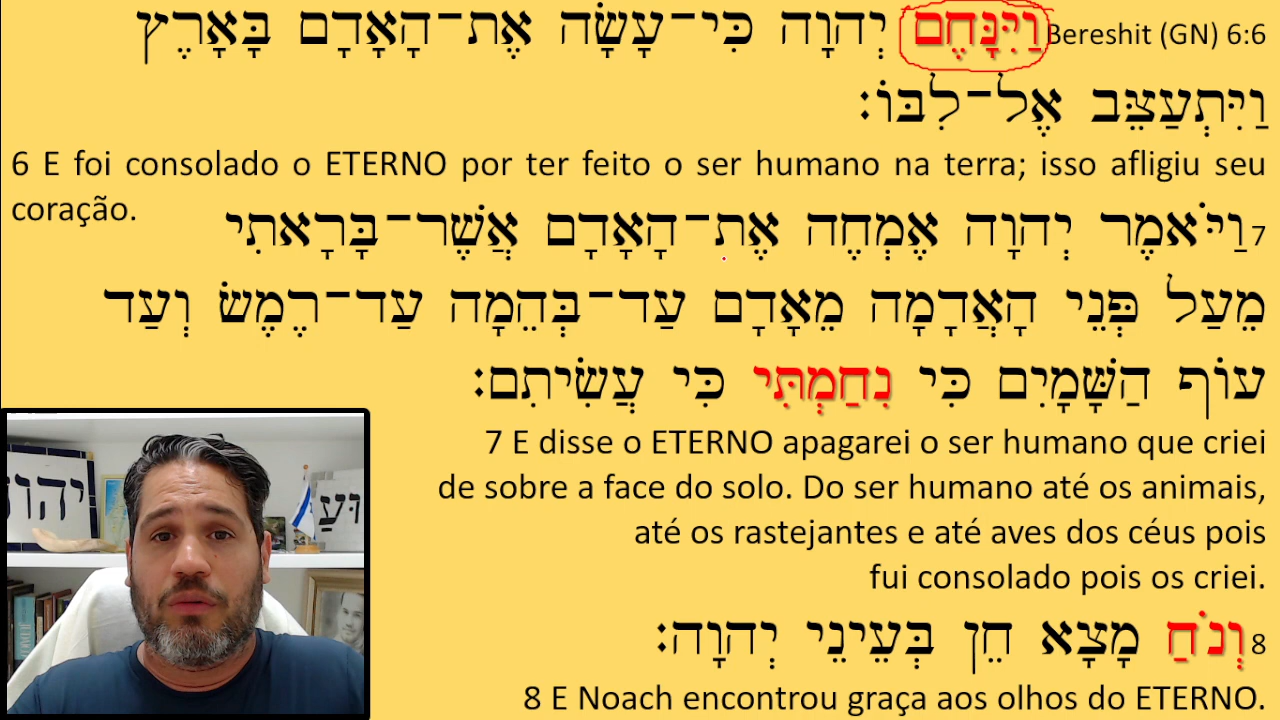 וַיִּנָּחֶם יְהוָה כִּי־עָשָׂה אֶת־הָאָדָם בָּאָרֶץ Bereshit (GN) 6:6
וַיִּתְעַצֵּב אֶל־לִבּוֹ:
6 E foi consolado o ETERNO por ter feito o ser humano na terra; isso afligiu seu
coração.
7 וַיֹּאמֶר יְהוָה אֶמְחֶה אֶת־הָאָדָם אֲשֶׁר־בָּרָאתִי
מֵעַל פְּנֵי הָאֲדָמָה מֵאָדָם עַד־בְּהֵמָה עַד־רֶמֶשׂ וְעַד
עוֹף הַשָּׁמָיִם כִּי נִחַמְתִּי כִּי עֲשִׂיתִם:
7 E disse o ETERNO apagarei o ser humano que criei
de sobre a face do solo. Do ser humano até os animais,
até os rastejantes e até aves dos céus pois
fui consolado pois os criei.
8 וְנֹחַ מָצָא חֵן בְּעֵינֵי יְהוָה:
8 E Noach encontrou graça aos olhos do ETERNO.
יהוה